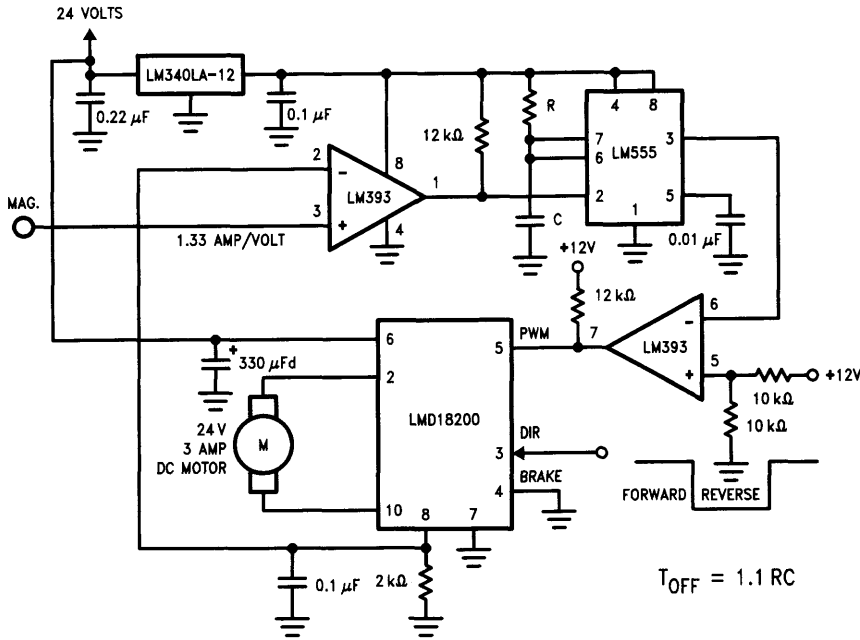 24 VOLTS
LM340LA-12
0.22 μF
0.1 μF
12 kΩ
R
4
8
7
6
LM555
3
2
5
1
C
0.01 μF
2
8
LM393
1
3
4
MAG.
1.33 AMP/VOLT
+12V
12 kΩ
6
PWM
7
LM393
5
+12V
10 kΩ
10 kΩ
330 μFd
+
6
5
2
LMD18200
24 V
3 AMP
DC MOTOR
M
DIR
3
BRAKE
4
10
8
7
FORWARD
REVERSE
0.1 μF
2 kΩ
T_OFF = 1.1 RC